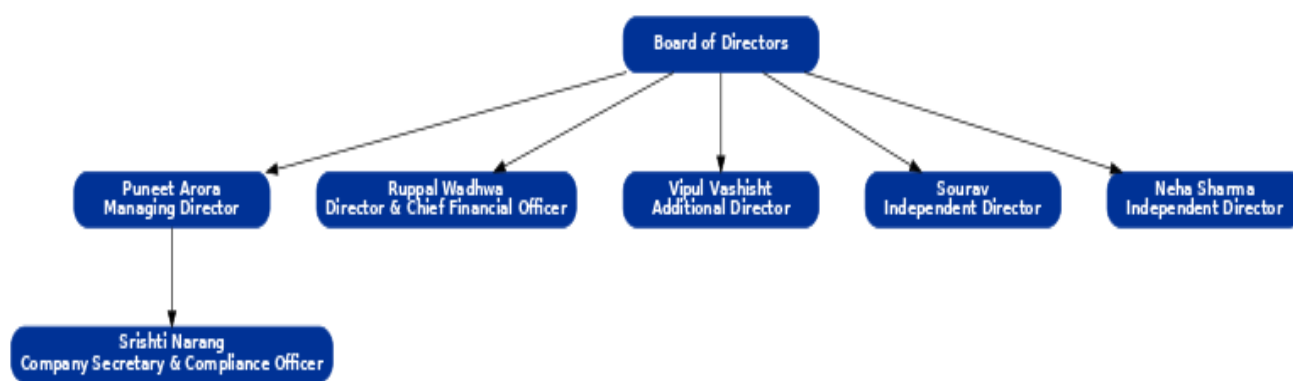 Board of Directors
Puneet Arora
Managing Director
Ruppal Wadhwa
Director & Chief Financial Officer
Vipul Vashisht
Additional Director
Sourav
Independent Director
Neha Sharma
Independent Director
Srishti Narang
Company Secretary & Compliance Officer